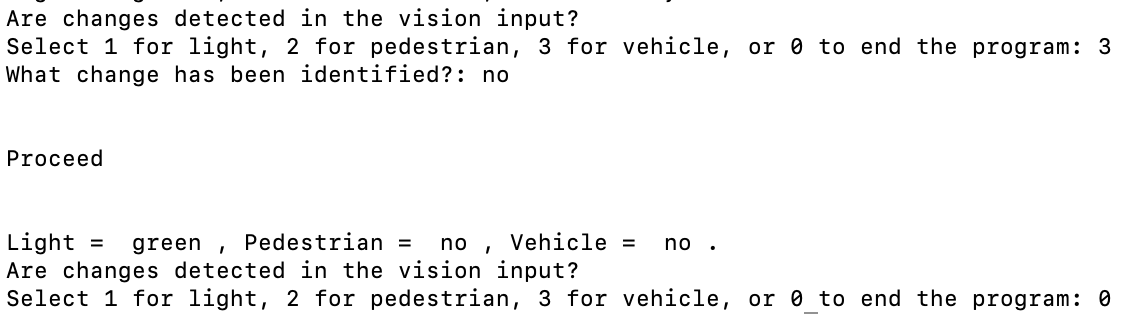 Are changes detected in the vision input?
Select 1 for light, 2 for pedestrian, 3 for vehicle, or 0 to end the program: 3
What change has been identified?: no
Proceed
Light =  green , Pedestrian =  no , Vehicle =  no .
Are changes detected in the vision input?
Select 1 for light, 2 for pedestrian, 3 for vehicle, or 0 to end the program: 0